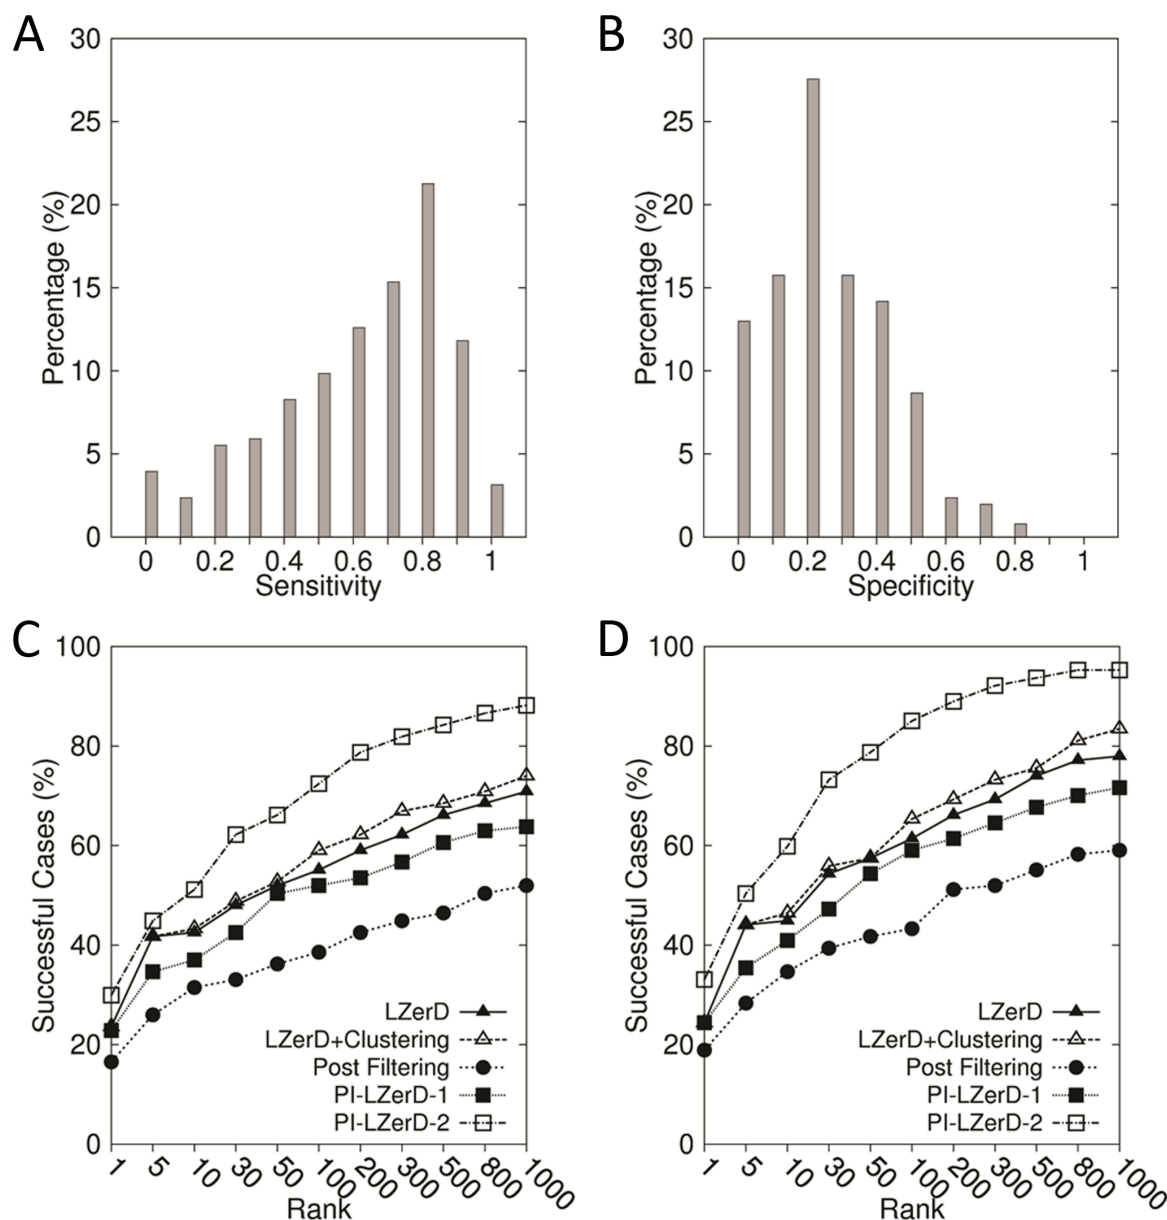 A
30
25
20
15
10
5
0
Percentage (%)
0 0.2 0.4 0.6 0.8 1
Sensitivity
B
30
25
20
15
10
5
0
Percentage (%)
0 0.2 0.4 0.6 0.8 1
Specificity
C
100
80
60
40
20
0
Successful Cases (%)
LZerD
LZerD+Clustering
Post Filtering
PI-LZerD-1
PI-LZerD-2
1 5 10 30 50 100 200 300 500 800 1000
Rank
D
100
80
60
40
20
0
Successful Cases (%)
LZerD
LZerD+Clustering
Post Filtering
PI-LZerD-1
PI-LZerD-2
1 5 10 30 50 100 200 300 500 800 1000
Rank